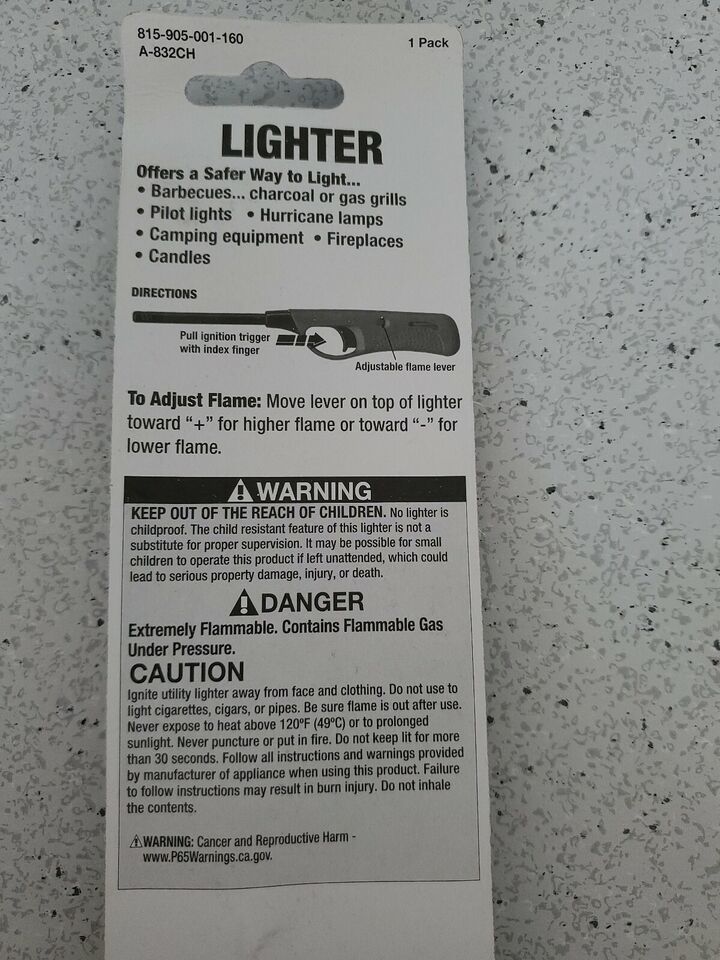 815-905-001-160
1 Pack
A-832CH
LIGHTER
Offers a Safer Way to Light...
• Barbecues... charcoal or gas grills
• Pilot lights • Hurricane lamps
• Camping equipment • Fireplaces
• Candles
DIRECTIONS
Pull ignition trigger
with index finger
Adjustable flame lever
To Adjust Flame: Move lever on top of lighter
toward “+” for higher flame or toward “-” for
lower flame.
⚠ WARNING
KEEP OUT OF THE REACH OF CHILDREN. No lighter is
childproof. The child resistant feature of this lighter is not a
substitute for proper supervision. It may be possible for small
children to operate this product if left unattended, which could
lead to serious property damage, injury, or death.
⚠ DANGER
Extremely Flammable. Contains Flammable Gas
Under Pressure.
CAUTION
Ignite utility lighter away from face and clothing. Do not use to
light cigarettes, cigars, or pipes. Be sure flame is out after use.
Never expose to heat above 120ºF (49ºC) or to prolonged
sunlight. Never puncture or put in fire. Do not keep lit for more
than 30 seconds. Follow all instructions and warnings provided
by manufacturer of appliance when using this product. Failure
to follow instructions may result in burn injury. Do not inhale
the contents.
⚠ WARNING: Cancer and Reproductive Harm -
www.P65Warnings.ca.gov.